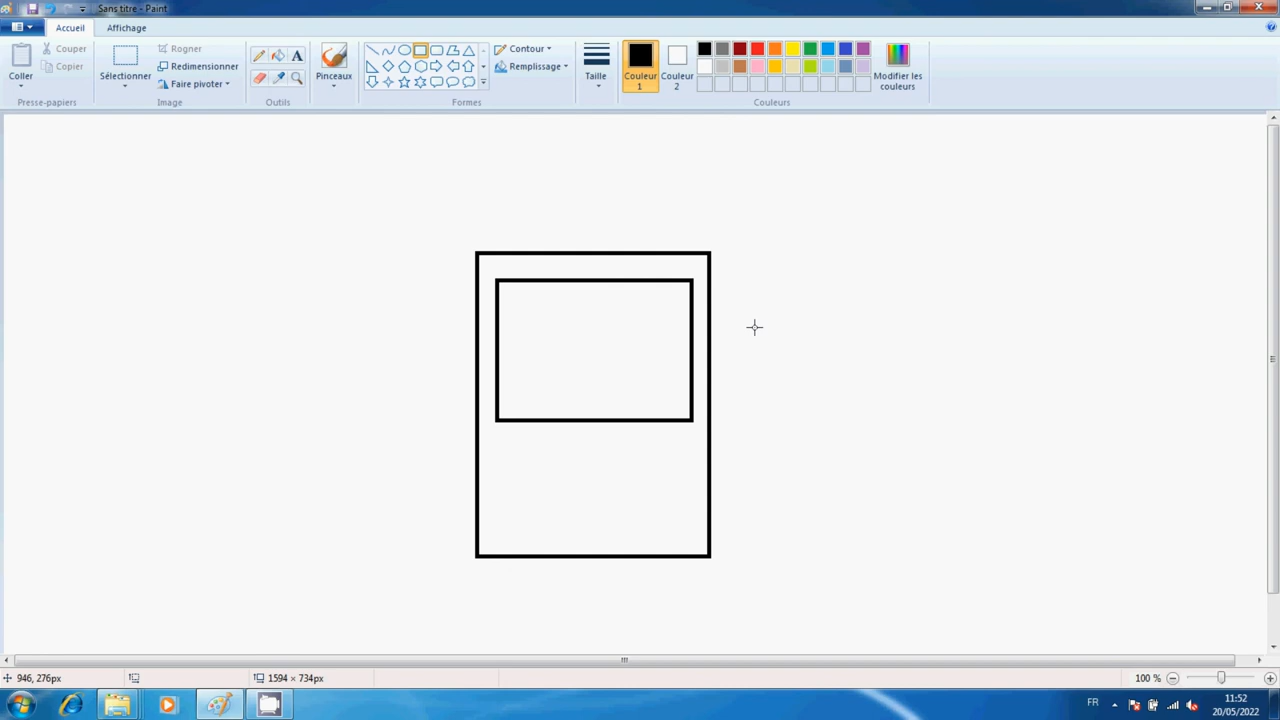 Sans titre - Paint
Accueil
Affichage
Coller
Couper
Copier
Presse-papiers
Sélectionner
Rogner
Redimensionner
Faire pivoter
Image
A
Outils
Pinceaux
Contour
Remplissage
Formes
Taille
Couleur
1
Couleur
2
Couleurs
Modifier les
couleurs
946, 276px
1594 × 734px
100 %
FR
11:52
20/05/2022